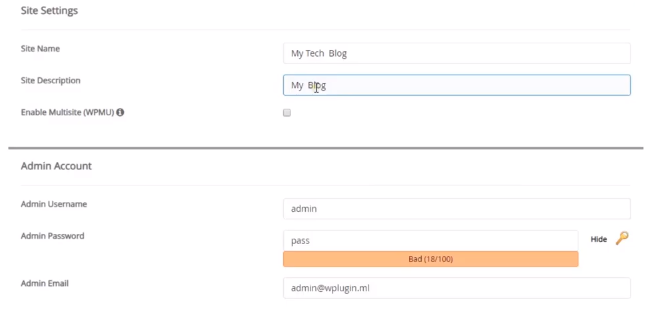 Site Settings
Site Name
My Tech Blog
Site Description
My Blog
Enable Multisite (WPMU)
Admin Account
Admin Username
admin
Admin Password
pass
Hide
Bad (18/100)
Admin Email
admin@wplugin.ml